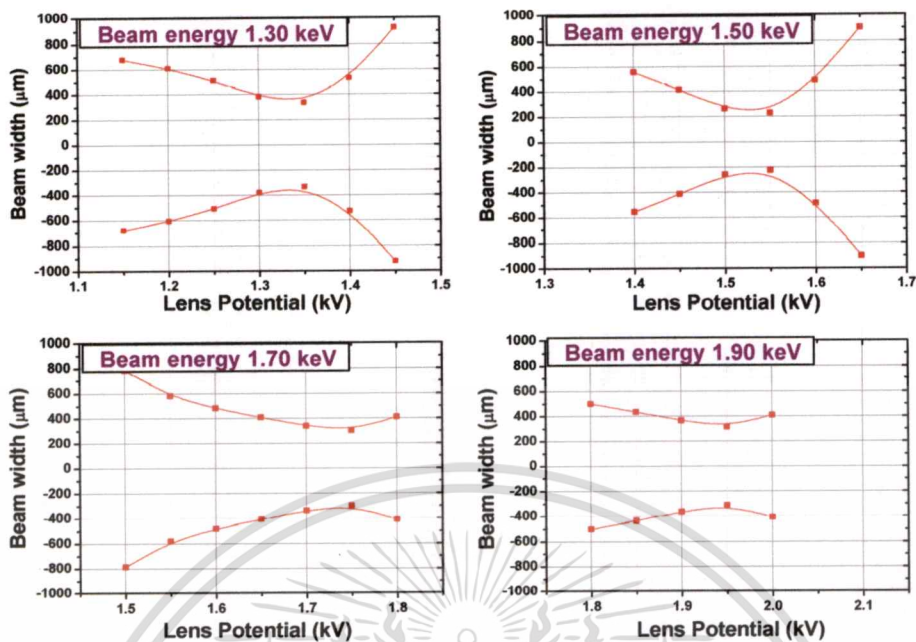 Beam energy 1.30 keV
Beam width (μm)
1000
800
600
400
200
0
-200
-400
-600
-800
-1000
1.1 1.2 1.3 1.4 1.5
Lens Potential (kV)
Beam energy 1.50 keV
Beam width (μm)
1000
800
600
400
200
0
-200
-400
-600
-800
-1000
1.3 1.4 1.5 1.6 1.7
Lens Potential (kV)
Beam energy 1.70 keV
Beam width (μm)
1000
800
600
400
200
0
-200
-400
-600
-800
-1000
1.5 1.6 1.7 1.8
Lens Potential (kV)
Beam energy 1.90 keV
Beam width (μm)
1000
800
600
400
200
0
-200
-400
-600
-800
-1000
1.8 1.9 2.0 2.1
Lens Potential (kV)